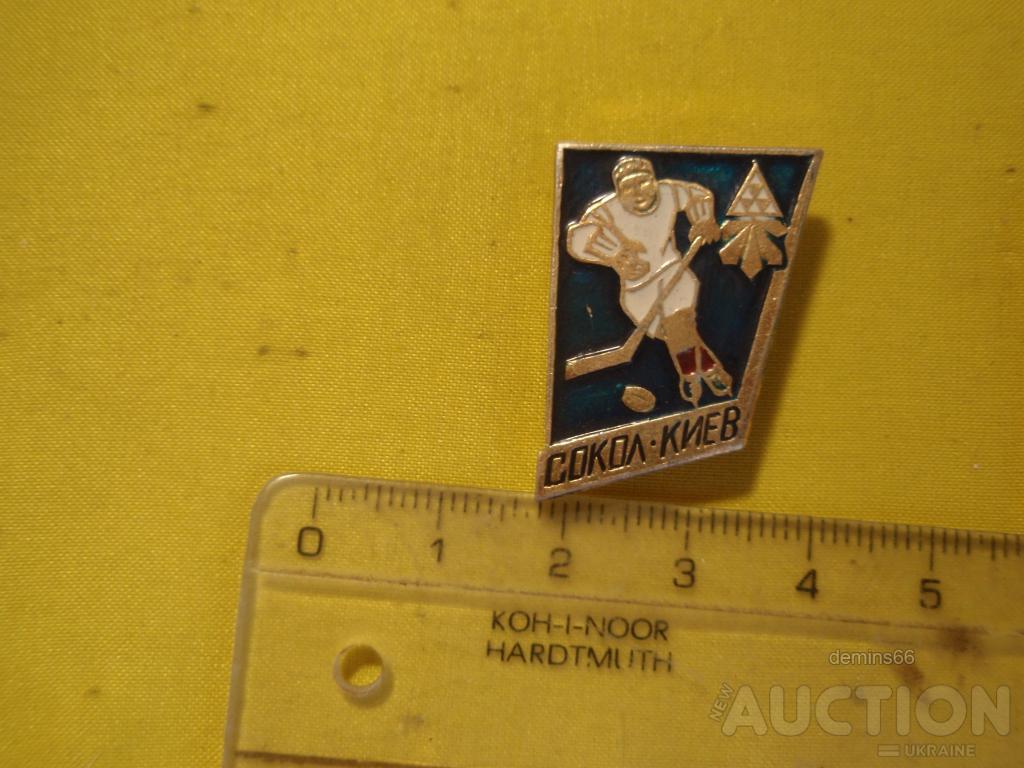 СОКОЛ·КИЕВ
0 1 2 3 4 5
KOH-I-NOOR
HARDTMUTH
demins66
NEW AUCTION
UKRAINE